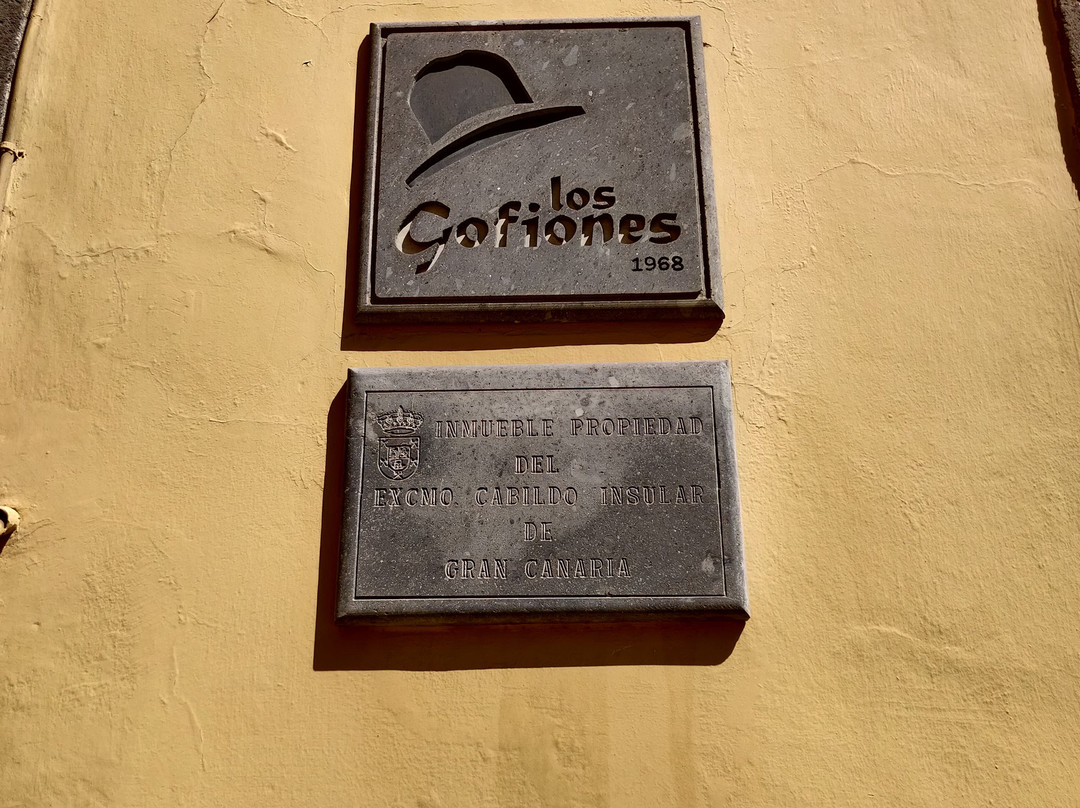 los
Gofiones
1968
INMUEBLE PROPIEDAD
DEL
EXCMO. CABILDO INSULAR
DE
GRAN CANARIA